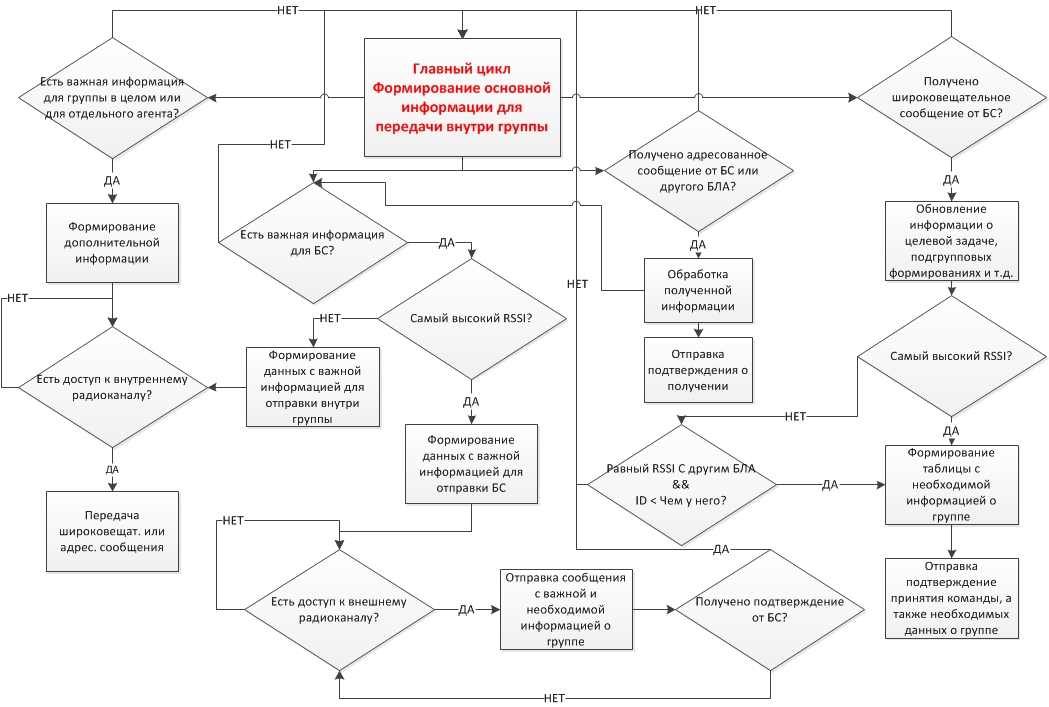 НЕТ
НЕТ
Главный цикл
Формирование основной
информации для
передачи внутри группы
Есть важная информация
для группы в целом или
для отдельного агента?
Получено
широковещательное
сообщение от БС?
НЕТ
Получено адресованное
сообщение от БС или
другого БЛА?
ДА
ДА
Формирование
дополнительной
информации
Есть важная информация
для БС?
ДА
ДА
Обновление
информации о
целевой задаче,
подгрупповых
формированиях и т.д.
Обработка
полученной
информации
НЕТ
НЕТ
НЕТ
Самый высокий RSSI?
Отправка
подтверждения о
получении
Самый высокий RSSI?
Есть доступ к внутреннему
радиоканалу?
Формирование
данных с важной
информацией для
отправки внутри
группы
ДА
НЕТ
ДА
Формирование
данных с важной
информацией для
отправки БС
Равный RSSI С другим БЛА
&&
ID < Чем у него?
ДА
Формирование
таблицы с
необходимой
информацией о
группе
ДА
Передача
широковещат. или
адрес. сообщения
НЕТ
ДА
Есть доступ к внешнему
радиоканалу?
ДА
Отправка сообщения
с важной и
необходимой
информацией о
группе
Получено подтверждение
от БС?
Отправка
подтверждение
принятия команды, а
также необходимых
данных о группе
НЕТ